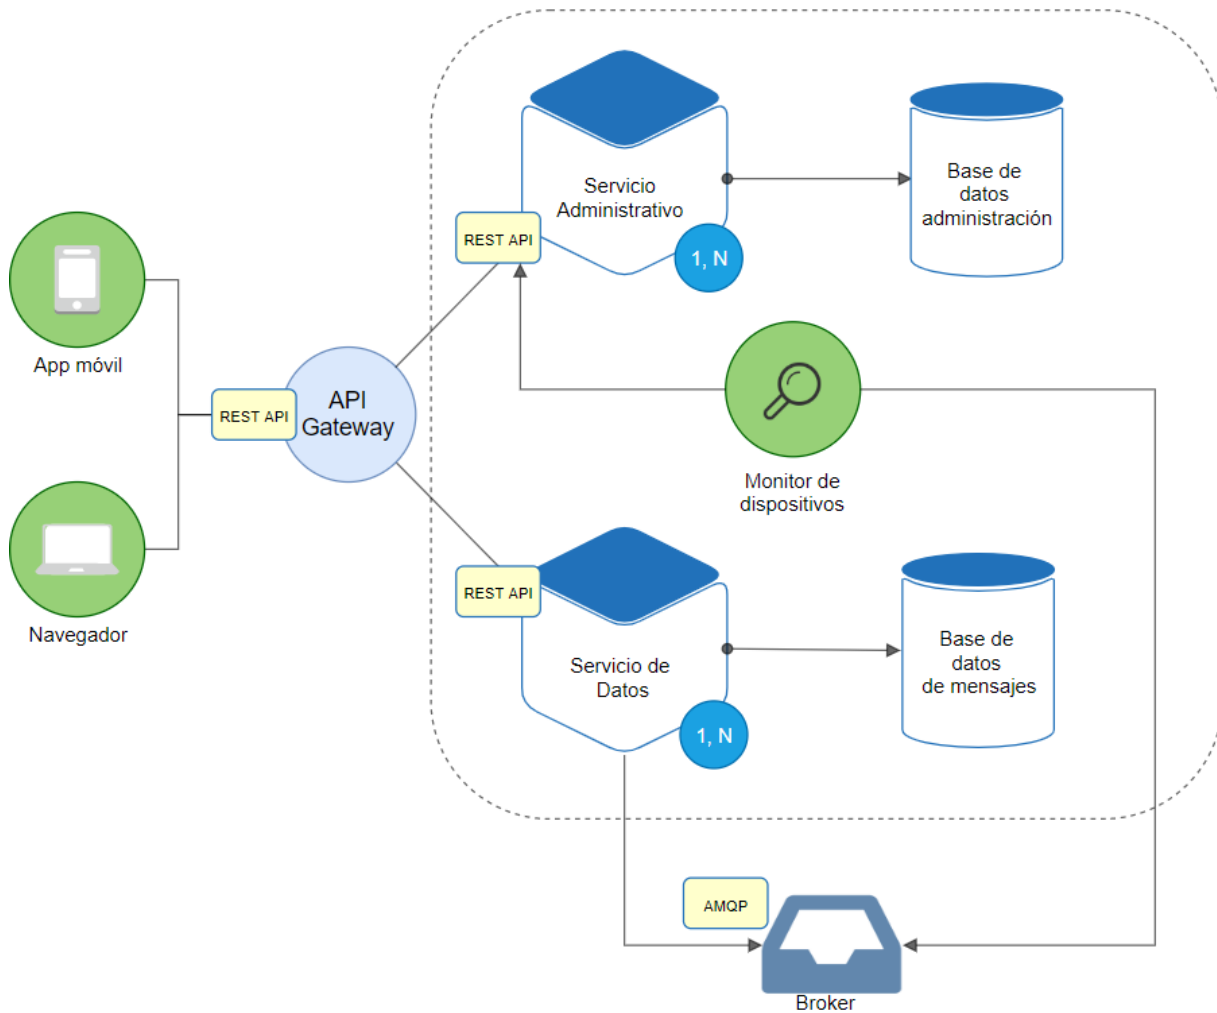 Servicio
Administrativo
Base de
datos
administración
REST API
1, N
App móvil
REST API
API
Gateway
Monitor de
dispositivos
REST API
Navegador
Servicio de
Datos
Base de
datos
de mensajes
1, N
AMQP
Broker